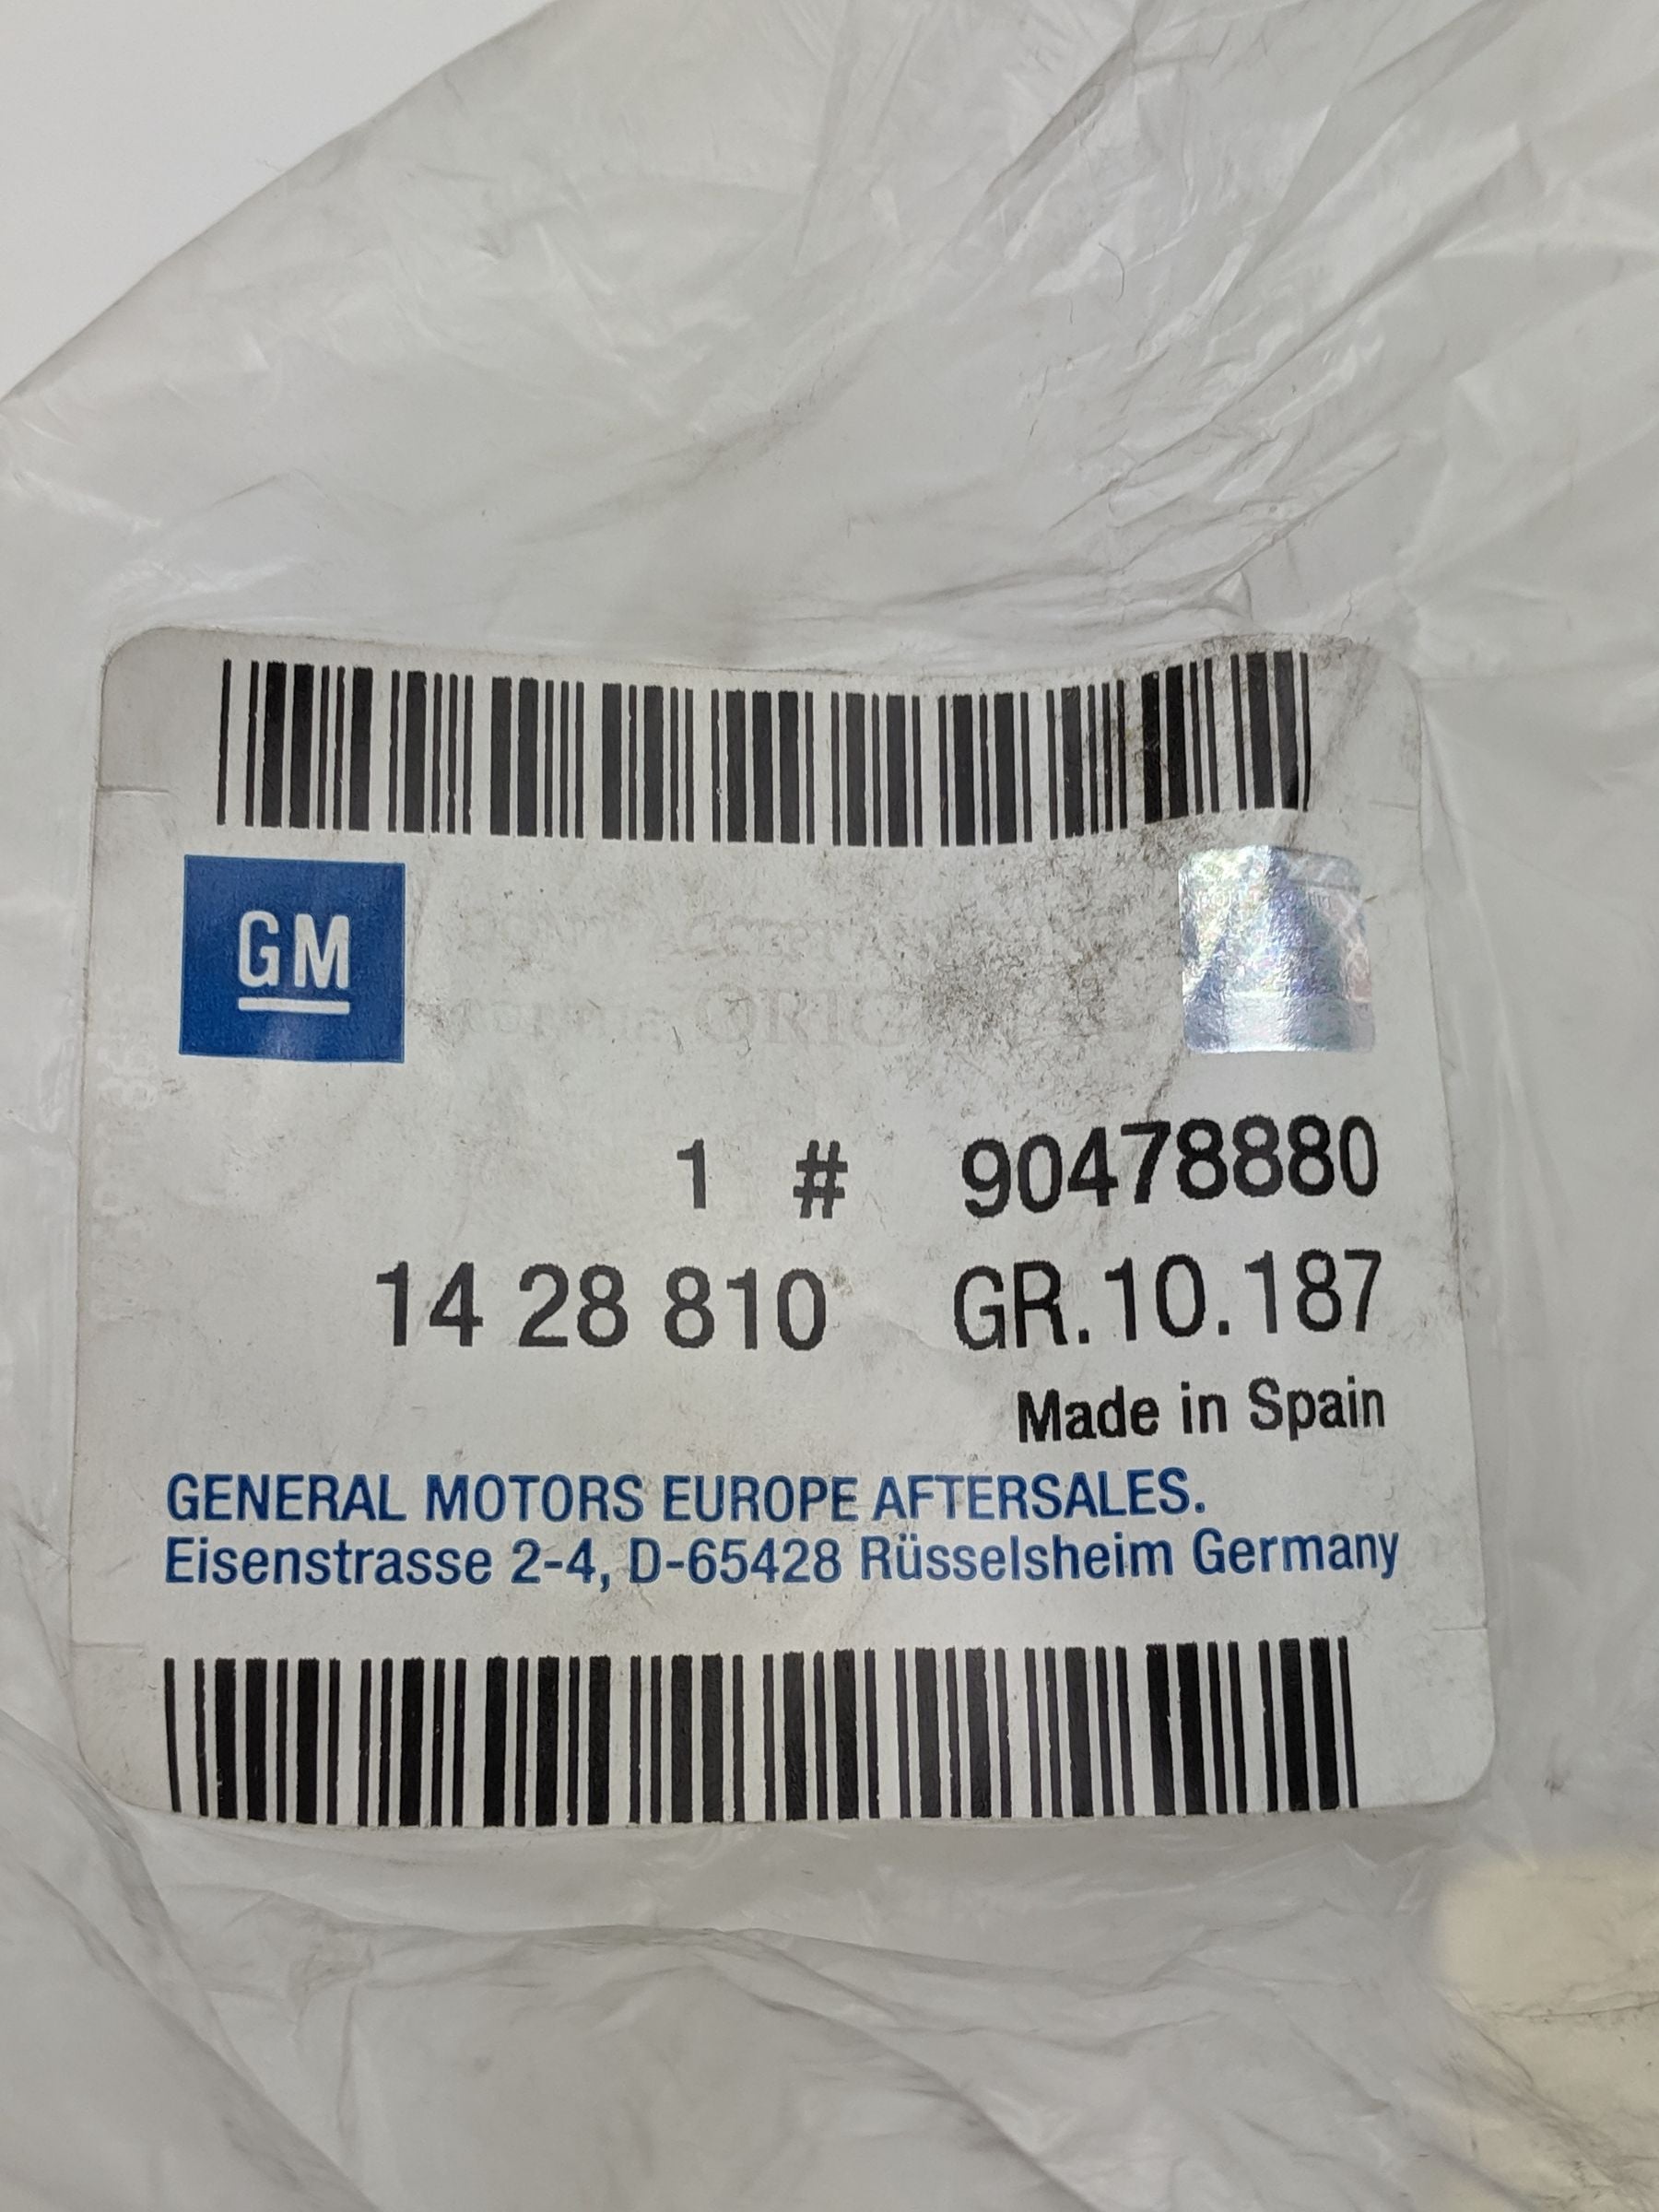 GM
1 # 90478880
14 28 810 GR.10.187
Made in Spain
GENERAL MOTORS EUROPE AFTERSALES.
Eisenstrasse 2-4, D-65428 Rüsselsheim Germany